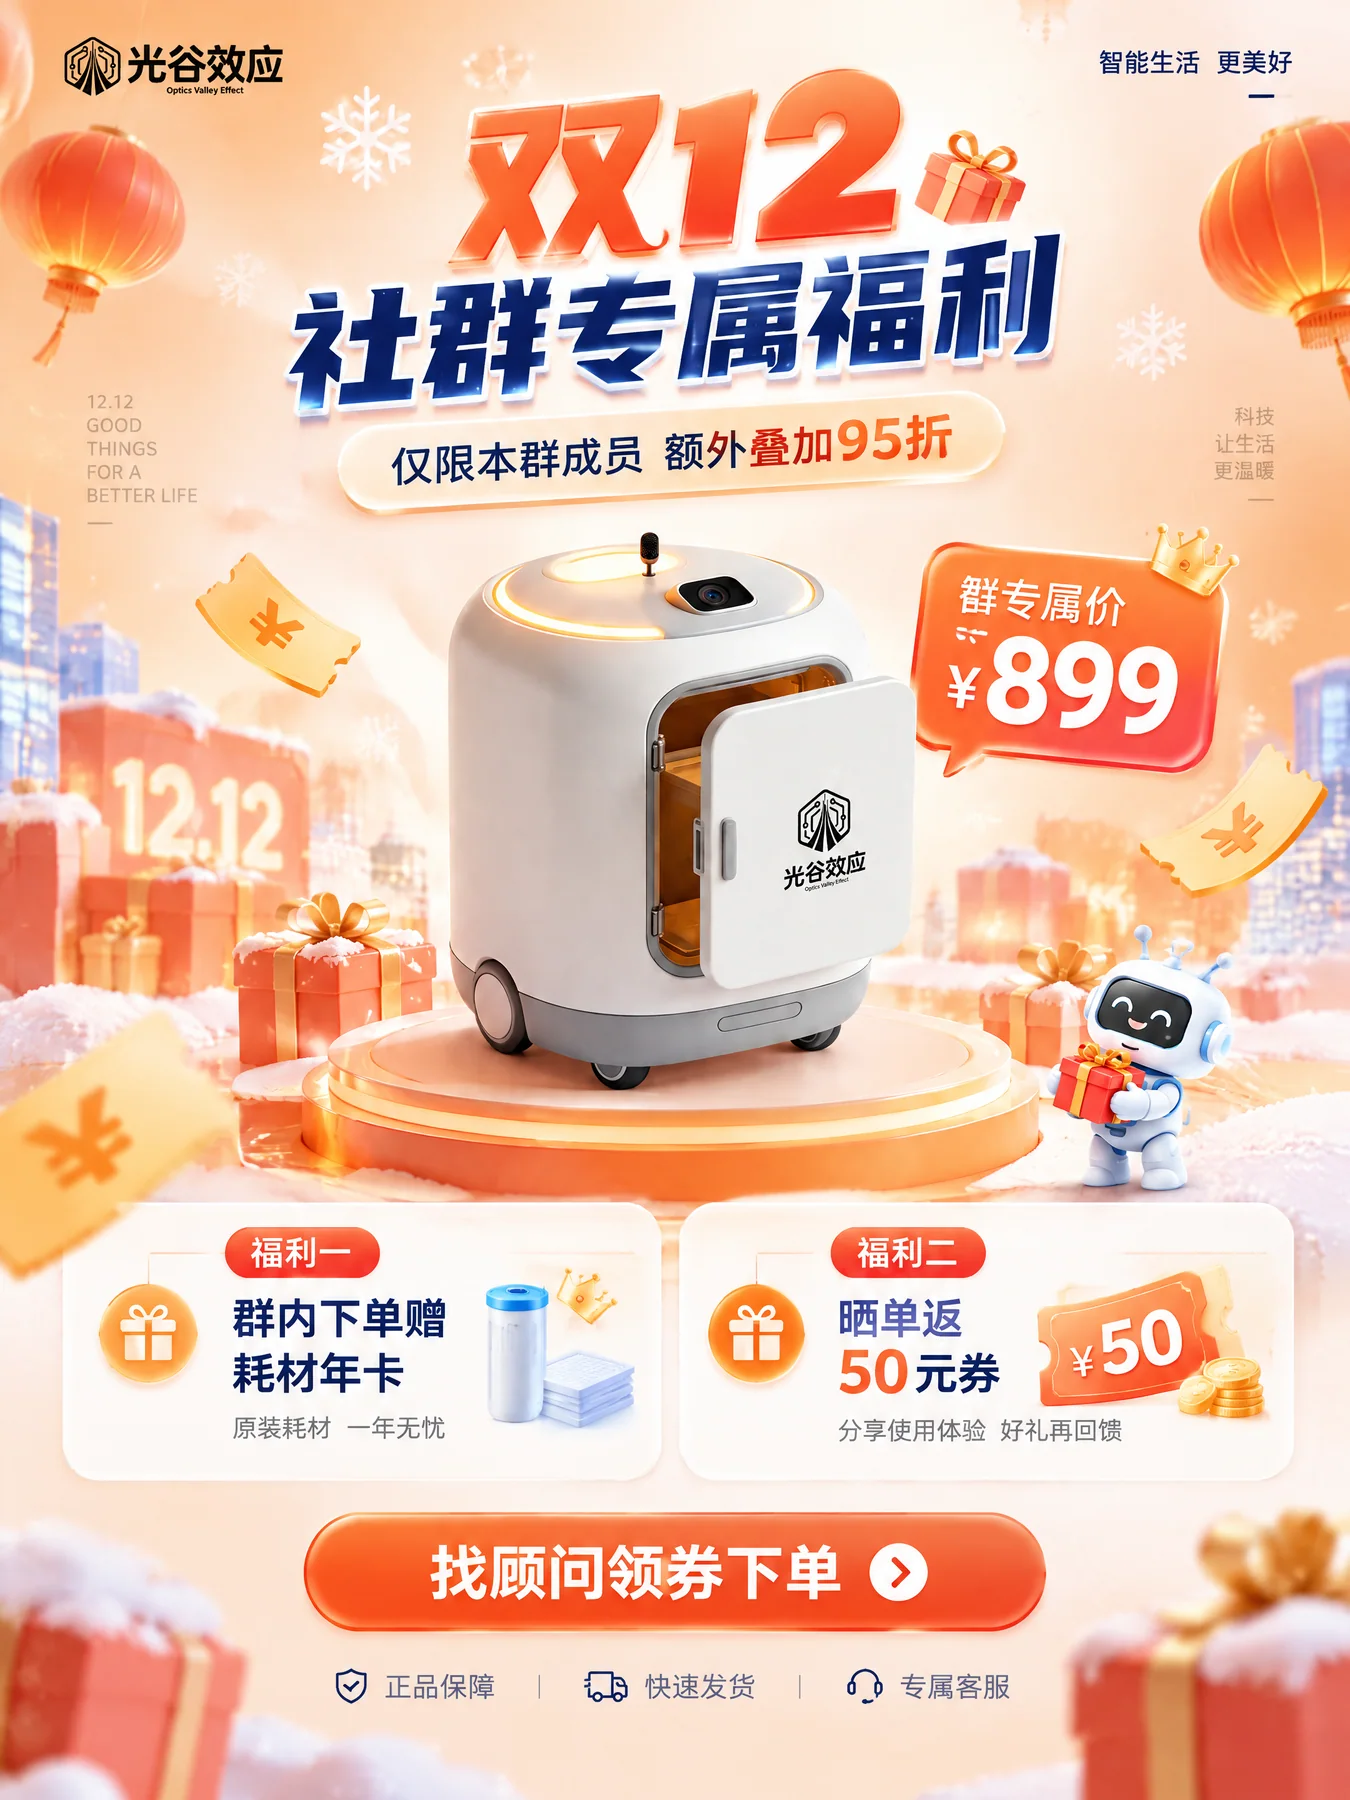 光谷效应
Optics Valley Effect
智能生活 更美好
双12
社群专属福利
仅限本群成员 额外叠加95折
12.12
GOOD
THINGS
FOR A
BETTER LIFE
科技
让生活
更温暖
群专属价
¥899
¥
¥
12.12
光谷效应
Optics Valley Effect
¥
福利一
群内下单赠
耗材年卡
原装耗材 一年无忧
福利二
晒单返
50元券
分享使用体验 好礼再回馈
¥50
找顾问领券下单
正品保障
快速发货
专属客服